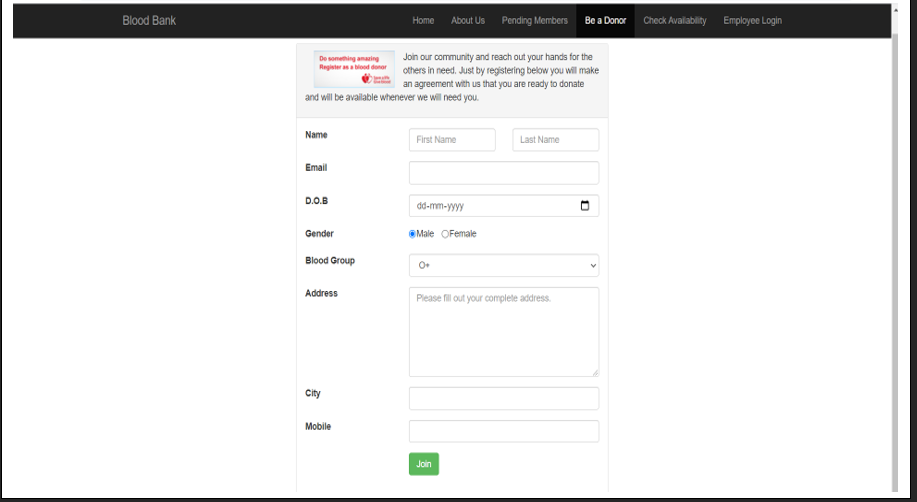 Blood Bank Home About Us Pending Members Be a Donor Check Availability Employee Login
Do something amazing
Register as a blood donor
Join our community and reach out your hands for the
others in need. Just by registering below you will make
an agreement with us that you are ready to donate
and will be available whenever we will need you.
Name First Name Last Name
Email
D.O.B dd-mm-yyyy
Gender Male Female
Blood Group O+
Address Please fill out your complete address.
City
Mobile
Join